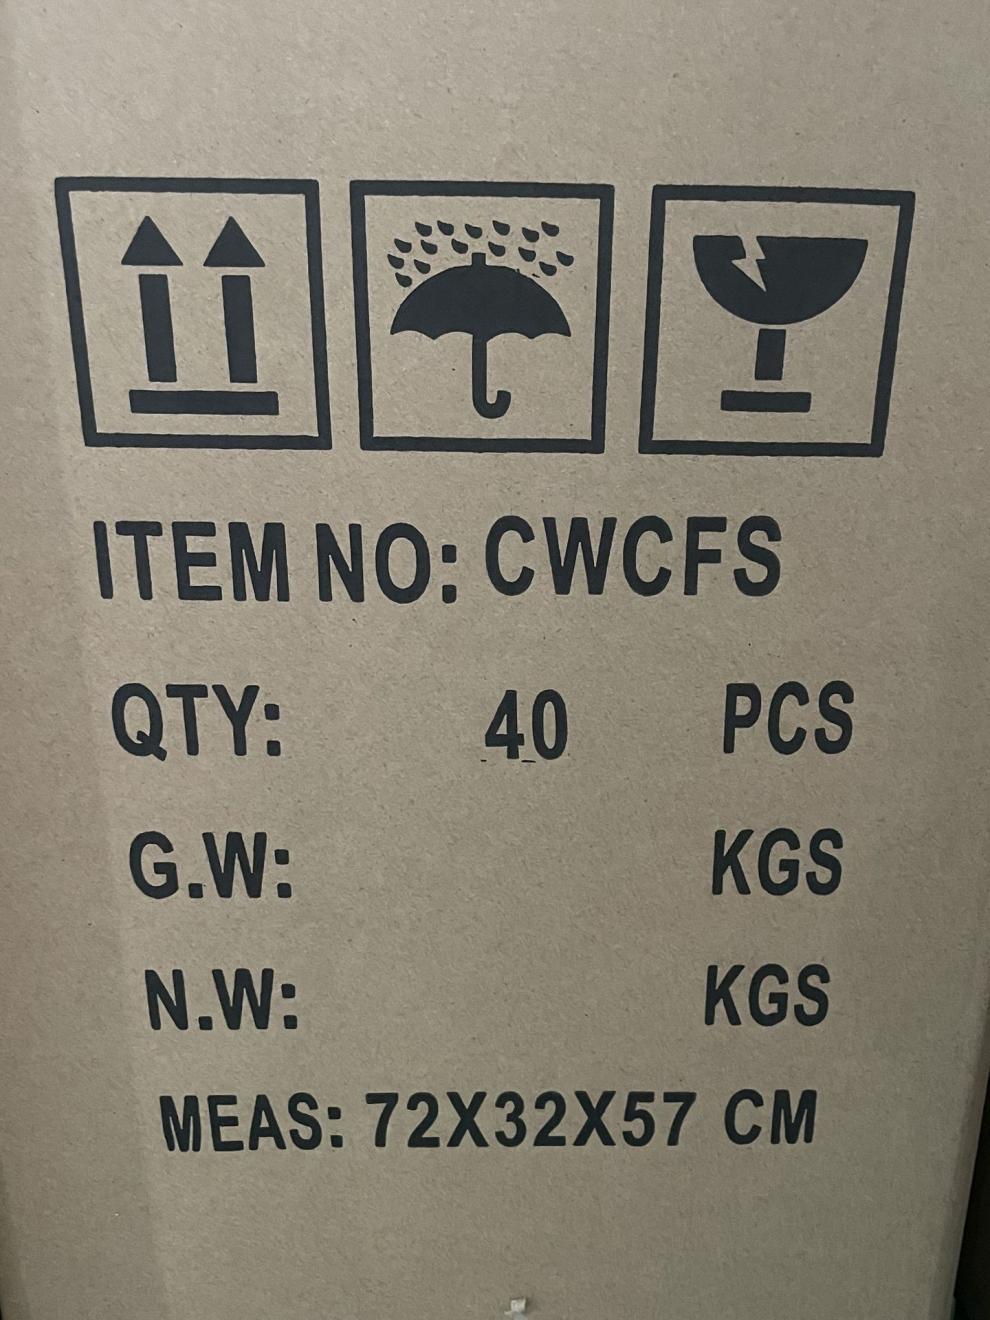 ITEM NO: CWCFS
QTY: 40 PCS
G.W: KGS
N.W: KGS
MEAS: 72X32X57 CM